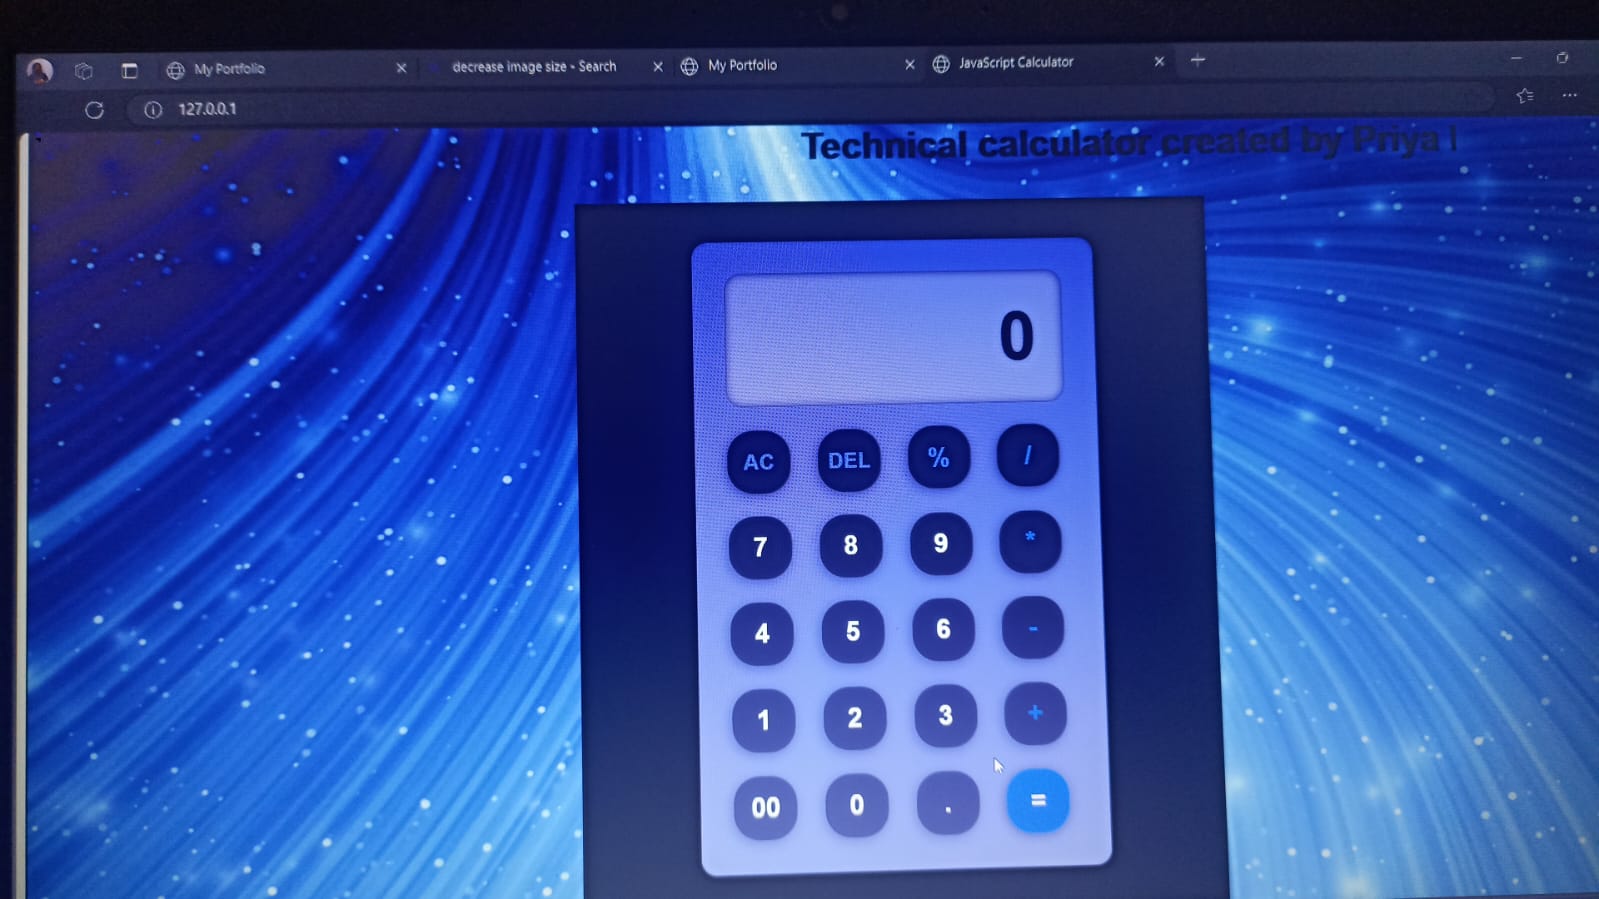 My Portfolio
decrease image size - Search
My Portfolio
JavaScript Calculator
127.0.0.1
Technical calculator created by Priya
0
AC DEL % /
7 8 9 *
4 5 6 -
1 2 3 +
00 0 . =